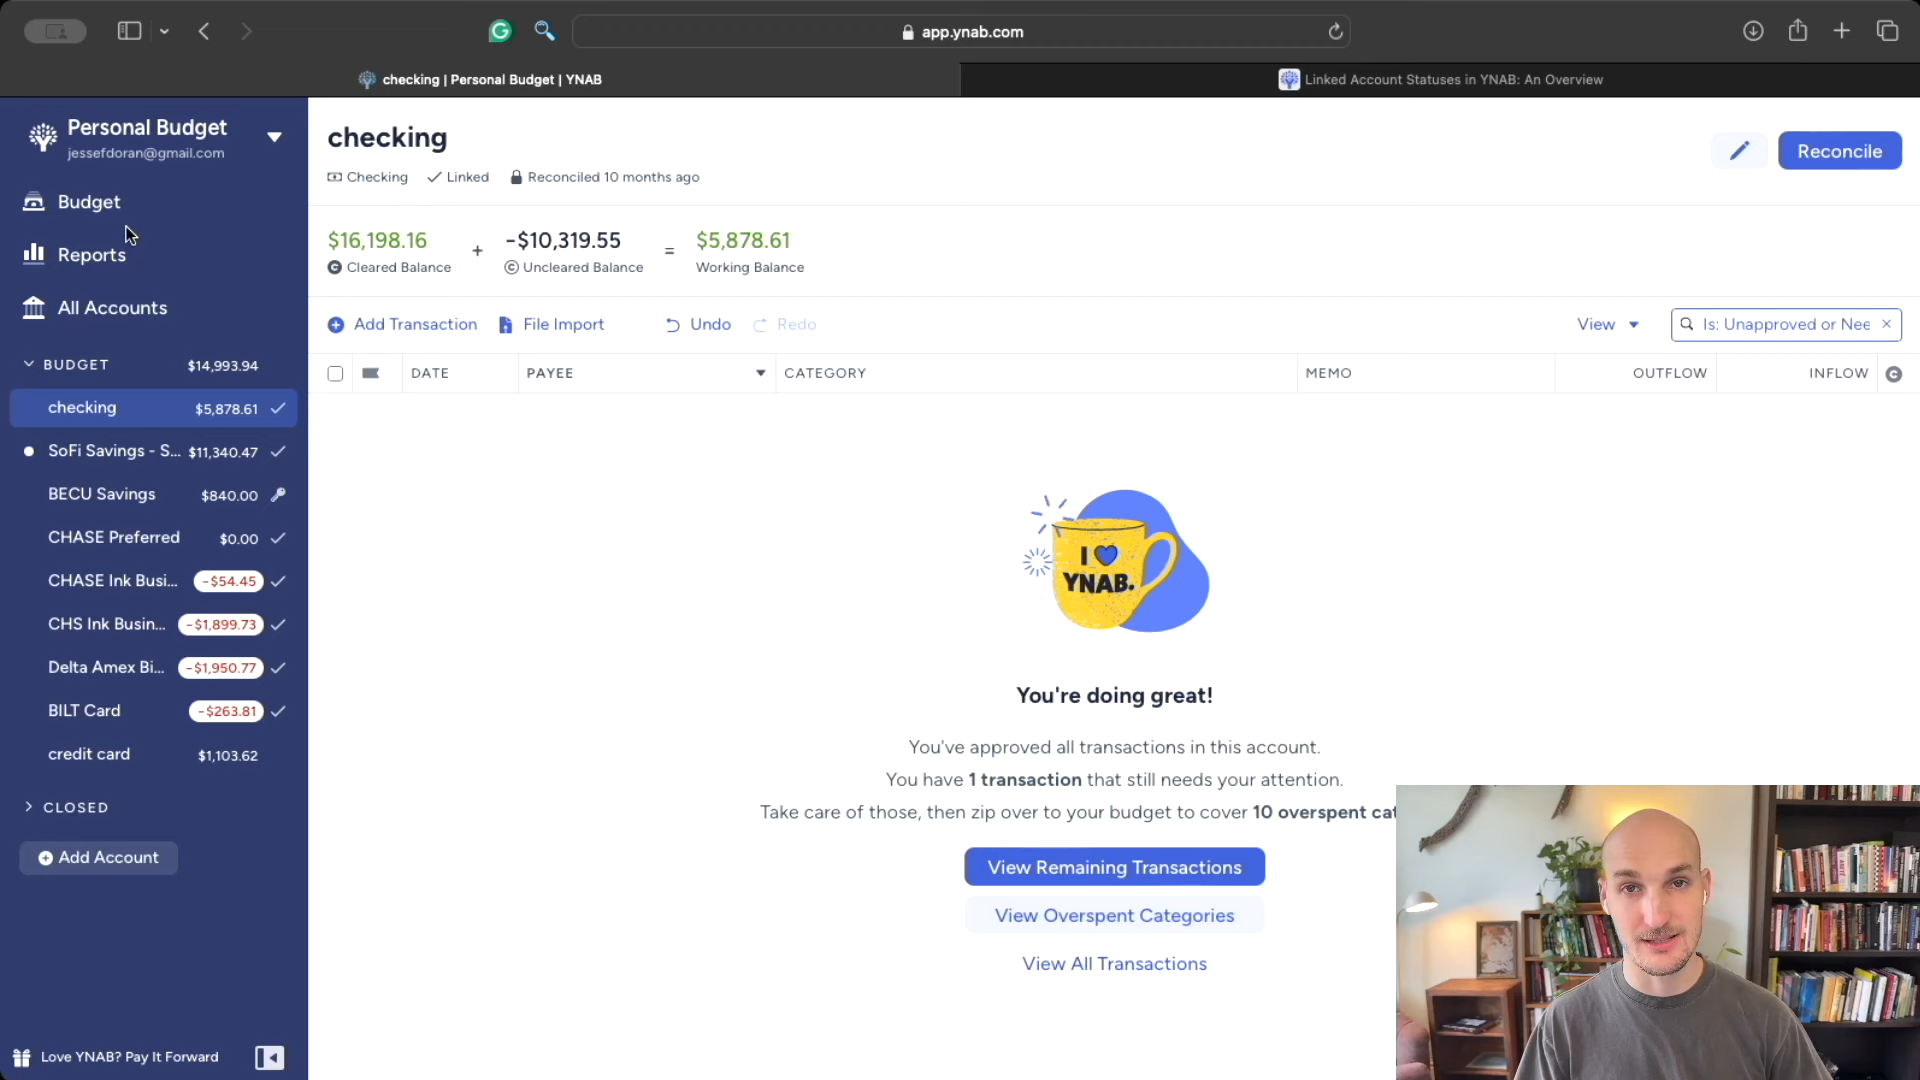 app.ynab.com
checking | Personal Budget | YNAB
Linked Account Statuses in YNAB: An Overview
Personal Budget
jessefdoran@gmail.com
Budget
Reports
All Accounts
BUDGET $14,993.94
checking $5,878.61
SoFi Savings - S... $11,340.47
BECU Savings $840.00
CHASE Preferred $0.00
CHASE Ink Busi... -$54.45
CHS Ink Busin... -$1,899.73
Delta Amex Bi... -$1,950.77
BILT Card -$263.81
credit card $1,103.62
CLOSED
Add Account
Love YNAB? Pay It Forward
checking
Checking Linked Reconciled 10 months ago
Reconcile
$16,198.16 + -$10,319.55 = $5,878.61
Cleared Balance Uncleared Balance Working Balance
Add Transaction File Import Undo Redo View Is: Unapproved or Nee
DATE PAYEE CATEGORY MEMO OUTFLOW INFLOW
I
YNAB.
You're doing great!
You've approved all transactions in this account.
You have 1 transaction that still needs your attention.
Take care of those, then zip over to your budget to cover 10 overspent cat
View Remaining Transactions
View Overspent Categories
View All Transactions